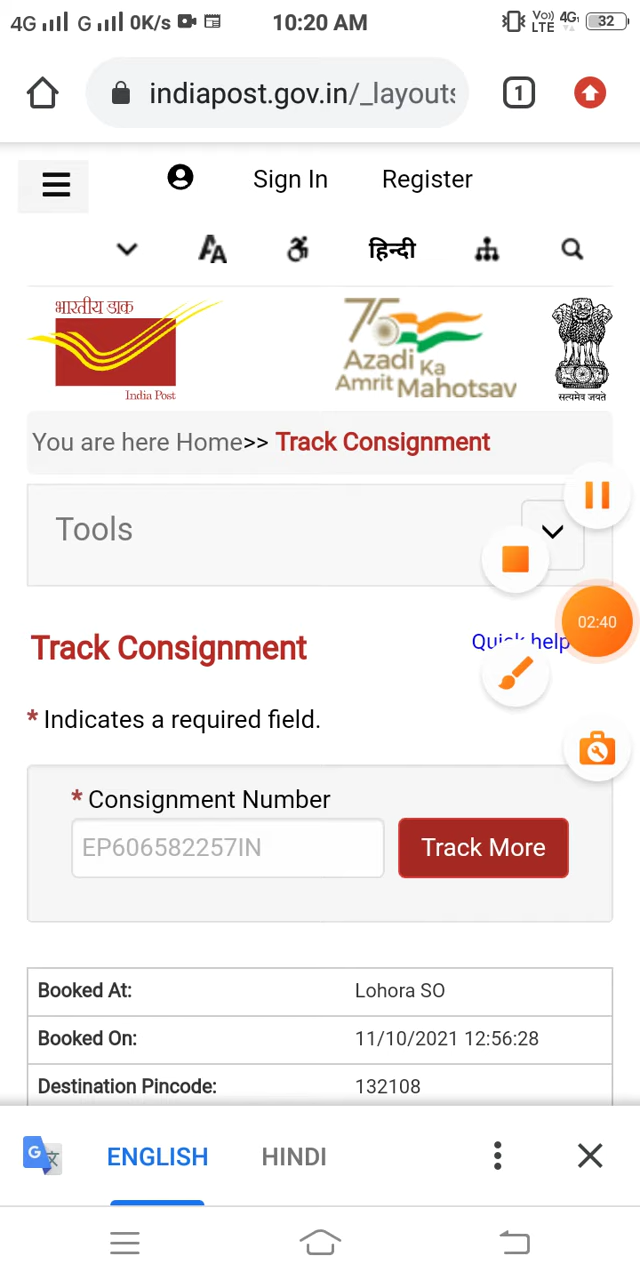 4G G 0K/s 10:20 AM Vo)) LTE 4G 32
indiapost.gov.in/_layouts 1
Sign In Register
AA हिन्दी
भारतीय डाक
India Post
75
Azadi Ka
Amrit Mahotsav
सत्यमेव जयते
You are here Home>> Track Consignment
Tools
02:40
Track Consignment Quick help
* Indicates a required field.
* Consignment Number
EP606582257IN Track More
Booked At: Lohora SO
Booked On: 11/10/2021 12:56:28
Destination Pincode: 132108
G 文 ENGLISH HINDI